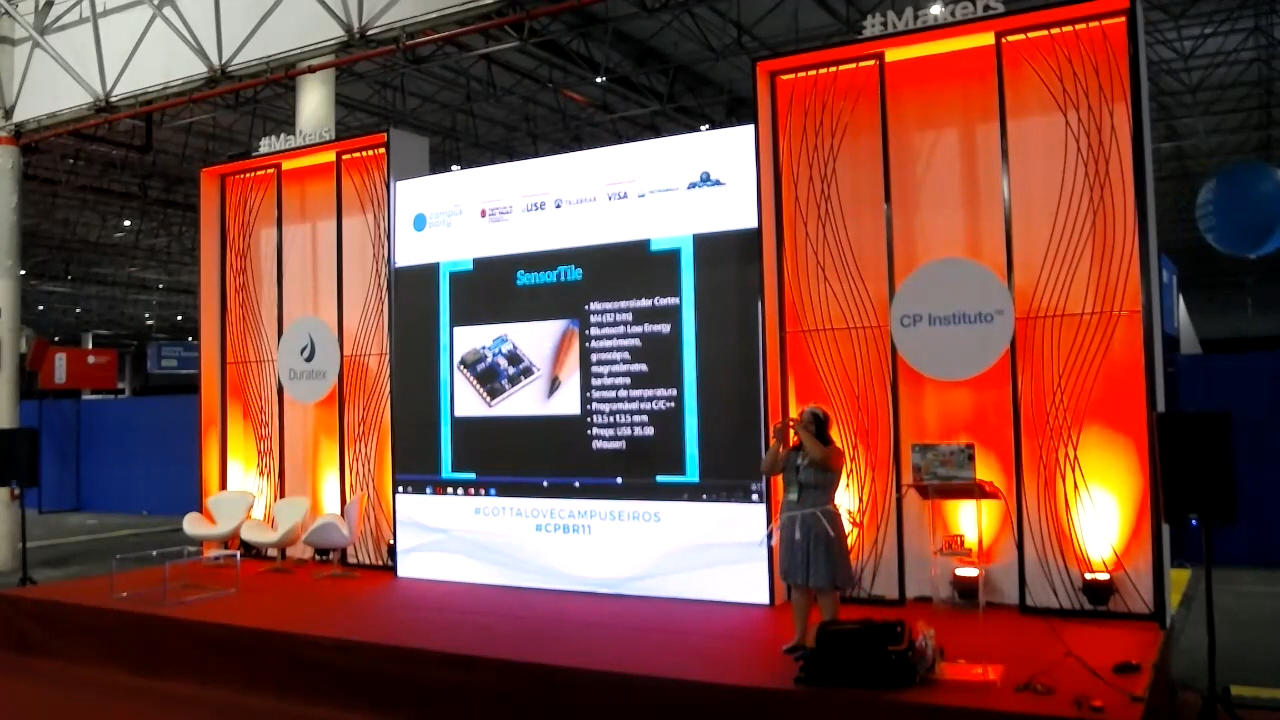 #Makers
#Makers
campus
party
use
TELEBRAS
VISA
SensorTile
• Microcontrolador Cortex
M4 (32 bits)
• Bluetooth Low Energy
• Acelerômetro,
giroscópio,
magnetômetro,
barômetro
• Sensor de temperatura
• Programável via C/C++
• 13.5 x 13.5 mm
• Preço: US$ 35.00
(Mouser)
Duratex
CP Instituto
#GOTTALOVECAMPUSEIROS
#CPBR11